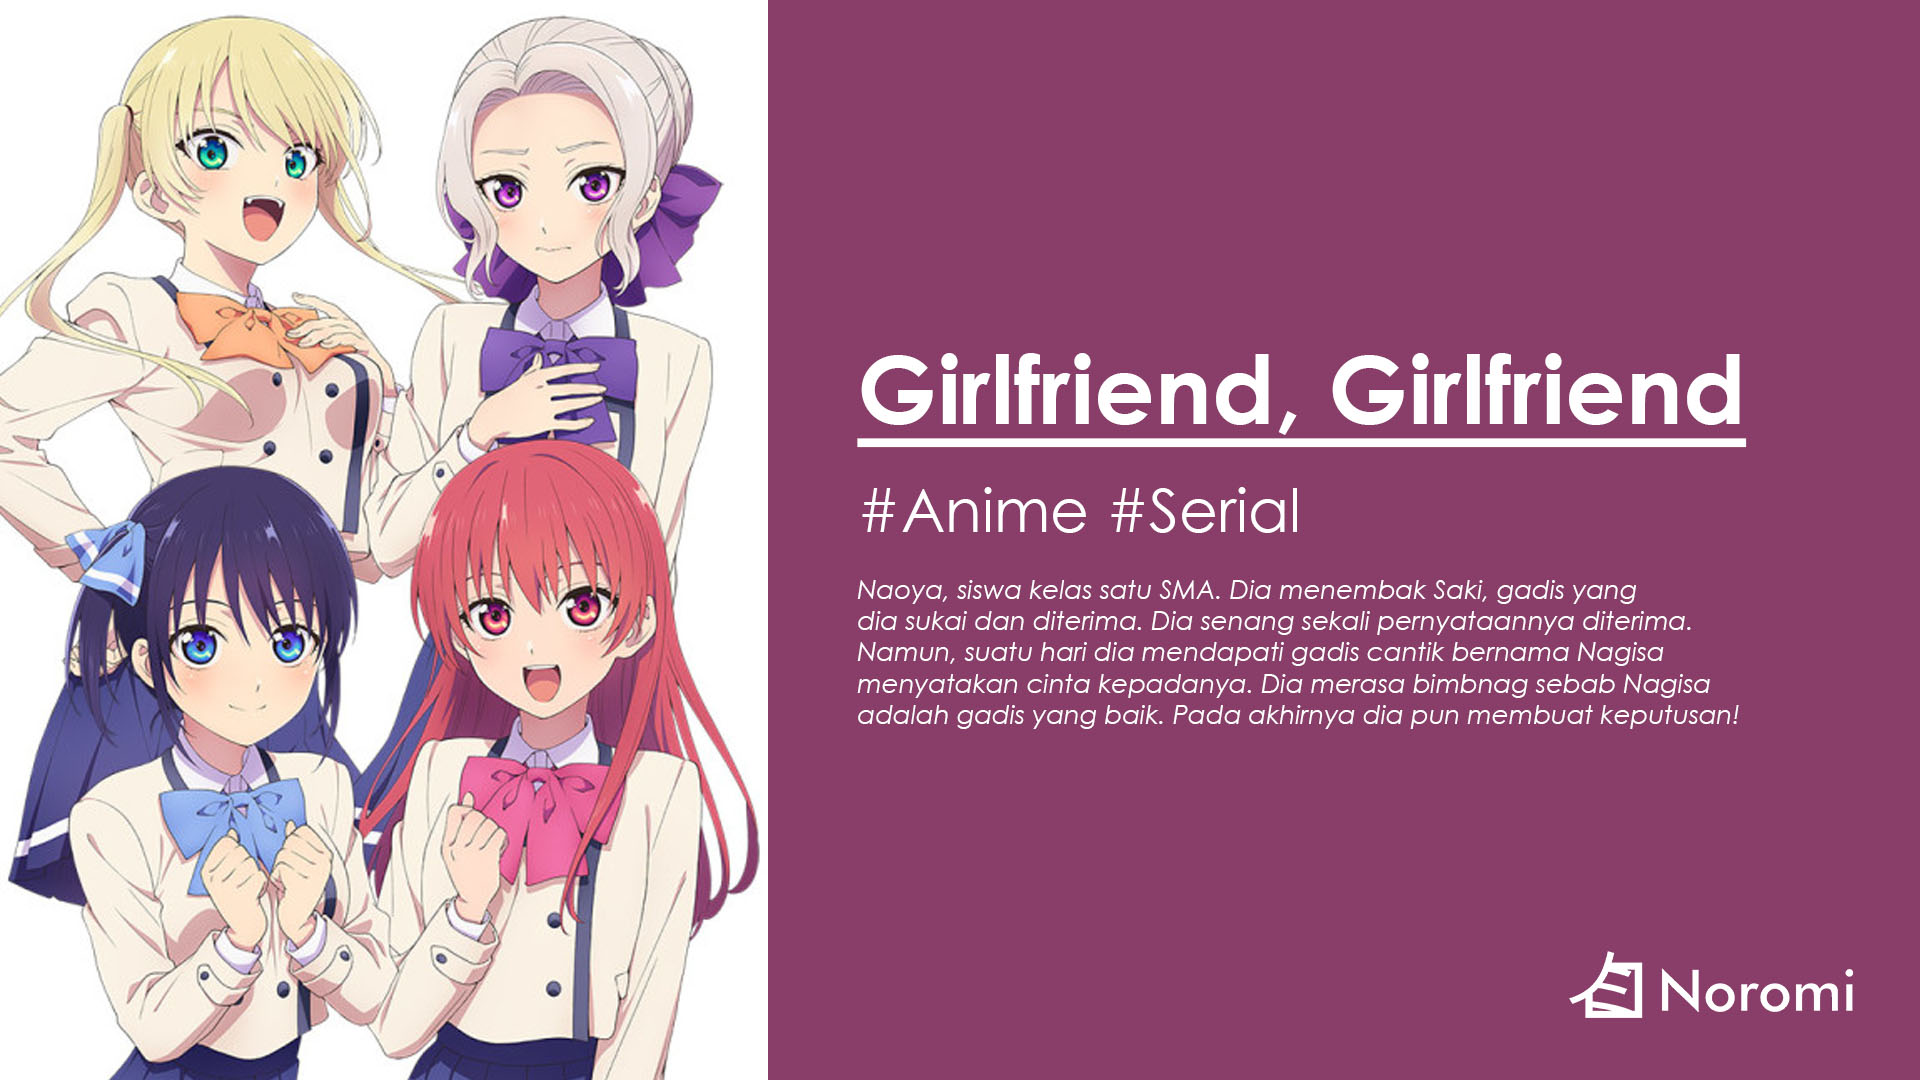 Girlfriend, Girlfriend
#Anime #Serial
Naoya, siswa kelas satu SMA. Dia menembak Saki, gadis yang
dia sukai dan diterima. Dia senang sekali pernyataannya diterima.
Namun, suatu hari dia mendapati gadis cantik bernama Nagisa
menyatakan cinta kepadanya. Dia merasa bimbnag sebab Nagisa
adalah gadis yang baik. Pada akhirnya dia pun membuat keputusan!
Noromi